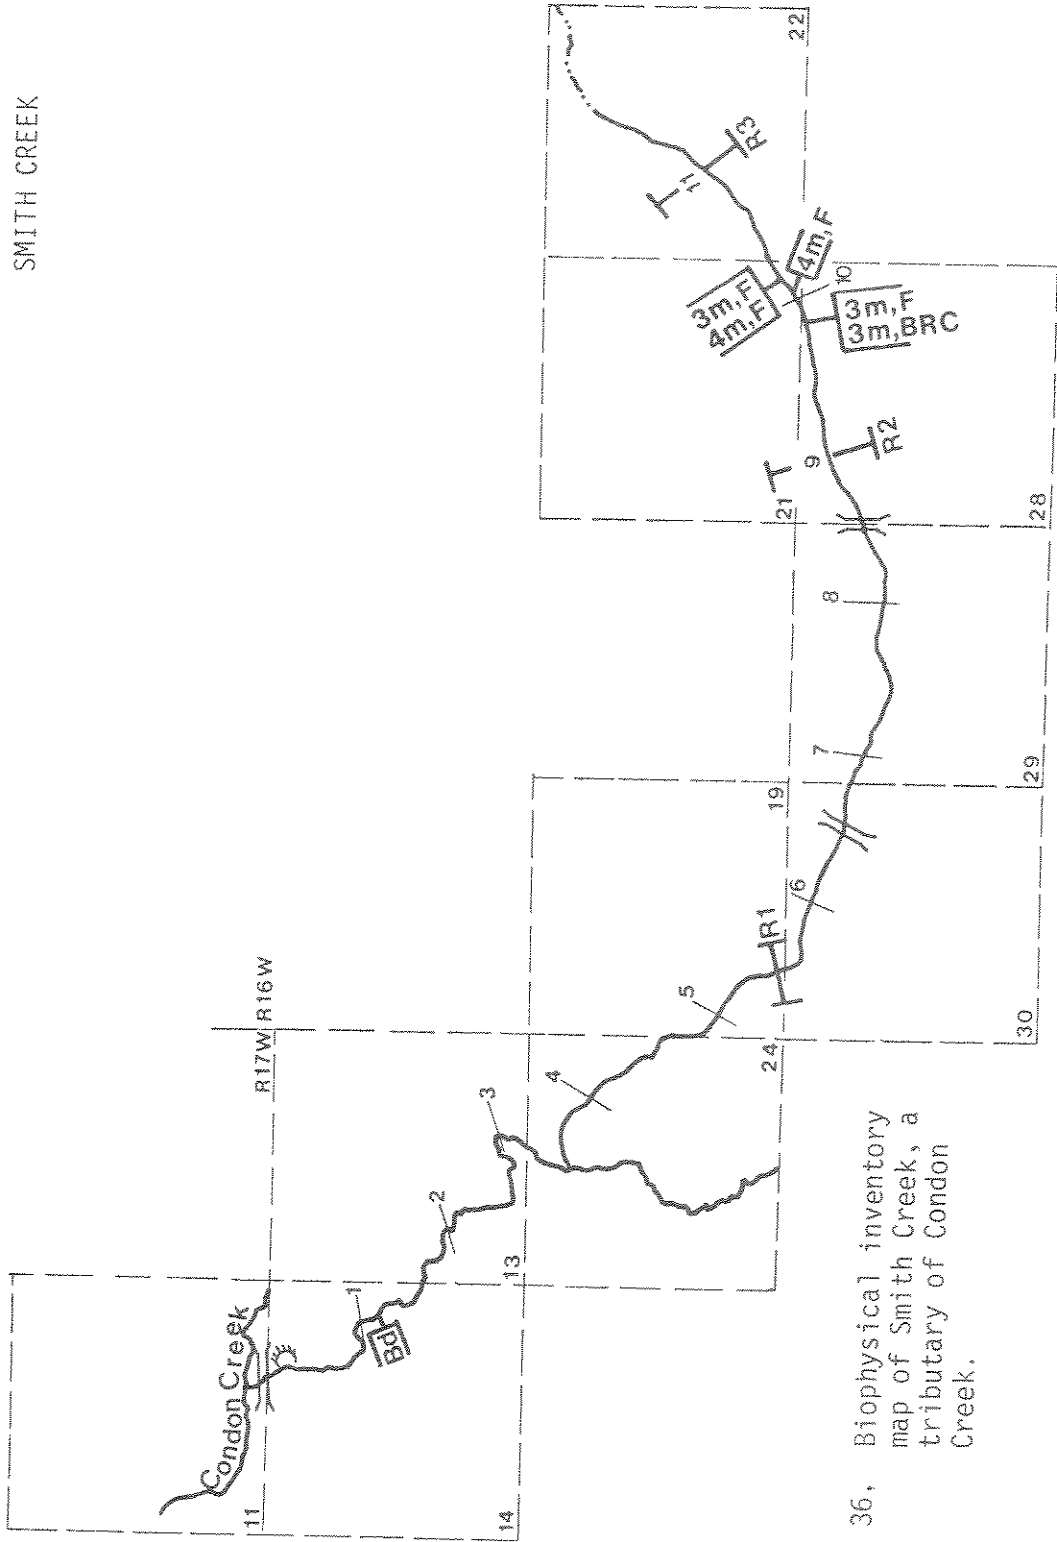 SMITH CREEK
Condon Creek
R17W R16W
11
14
13
24
19
30
29
21
28
22
Bd
1
2
3
4
5
R1
6
7
8
9
R2
3m,F
3m,BRC
10
3m,F
4m,F
4m,F
11
R3
36. Biophysical inventory
map of Smith Creek, a
tributary of Condon
Creek.